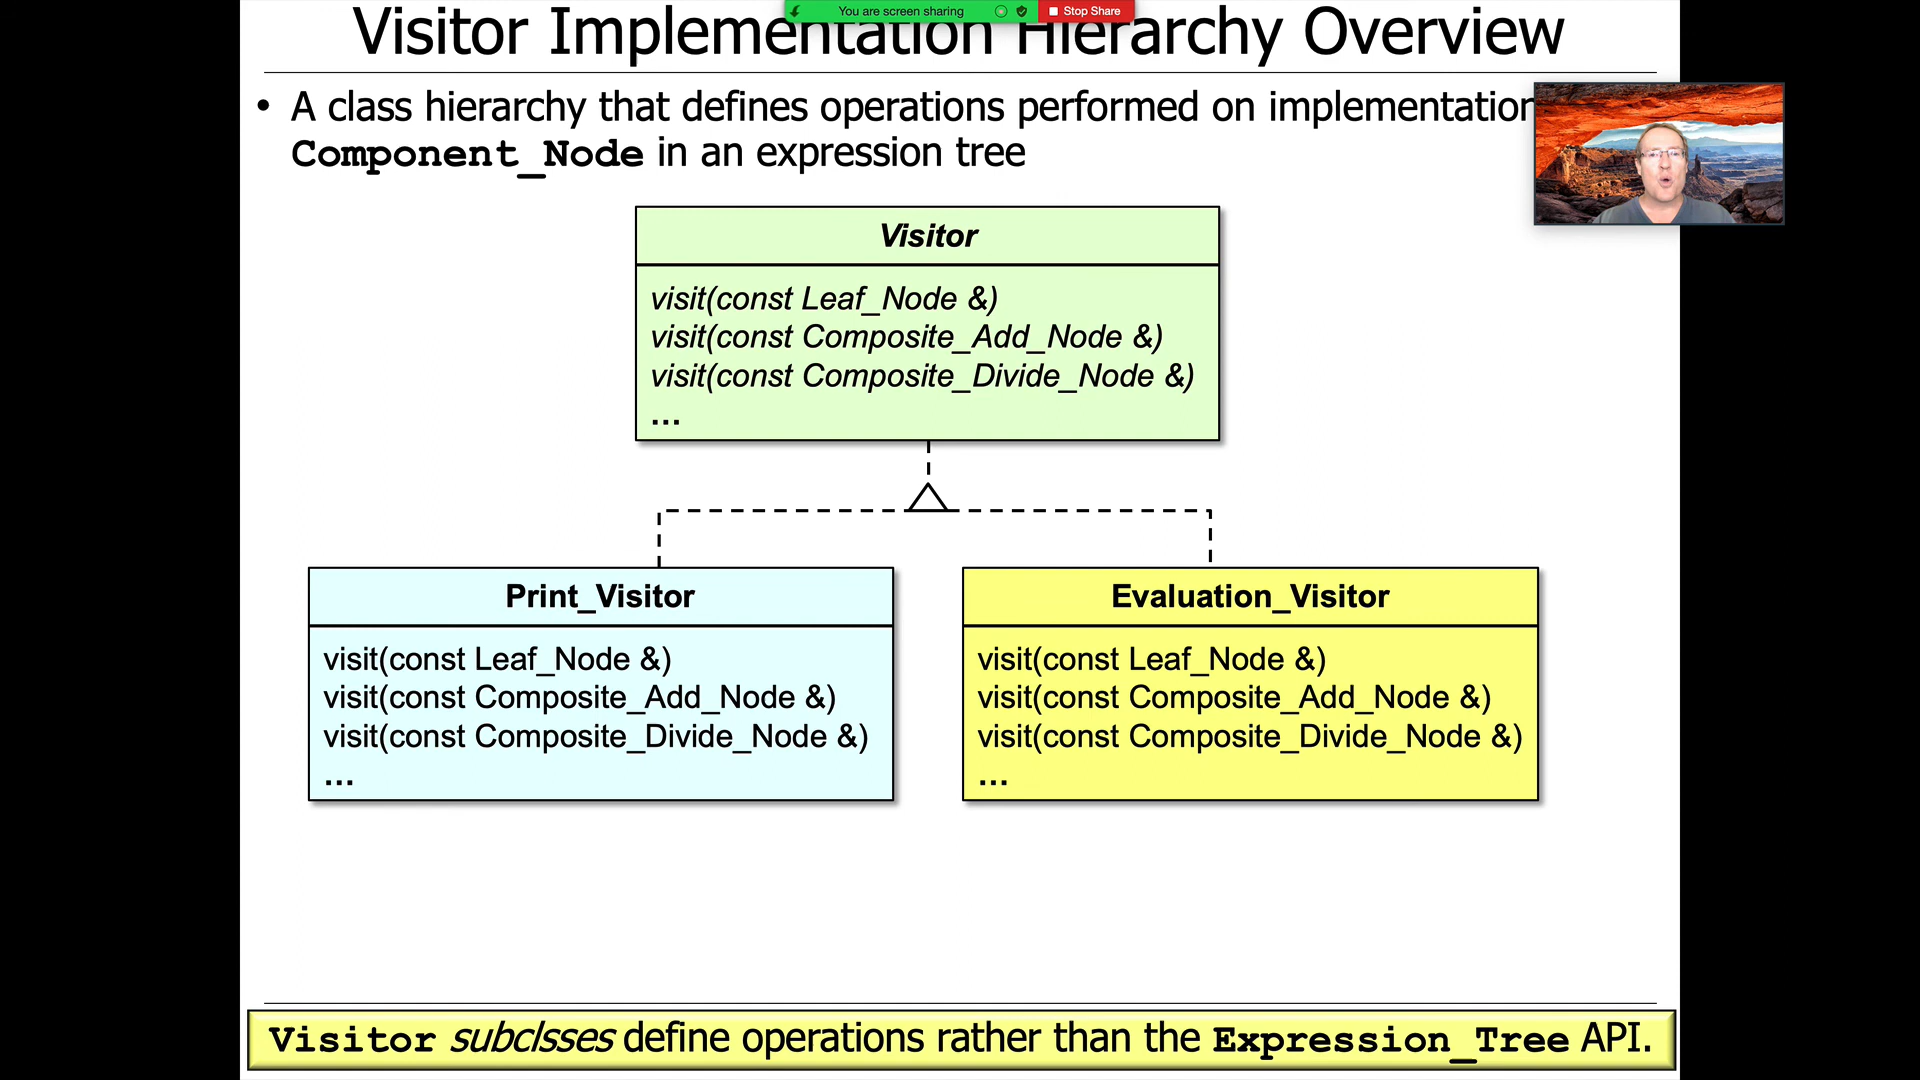 You are screen sharing Stop Share
Visitor Implementation Hierarchy Overview
• A class hierarchy that defines operations performed on implementation
Component_Node in an expression tree
Visitor
visit(const Leaf_Node &)
visit(const Composite_Add_Node &)
visit(const Composite_Divide_Node &)
...
Print_Visitor
visit(const Leaf_Node &)
visit(const Composite_Add_Node &)
visit(const Composite_Divide_Node &)
...
Evaluation_Visitor
visit(const Leaf_Node &)
visit(const Composite_Add_Node &)
visit(const Composite_Divide_Node &)
...
Visitor subclsses define operations rather than the Expression_Tree API.